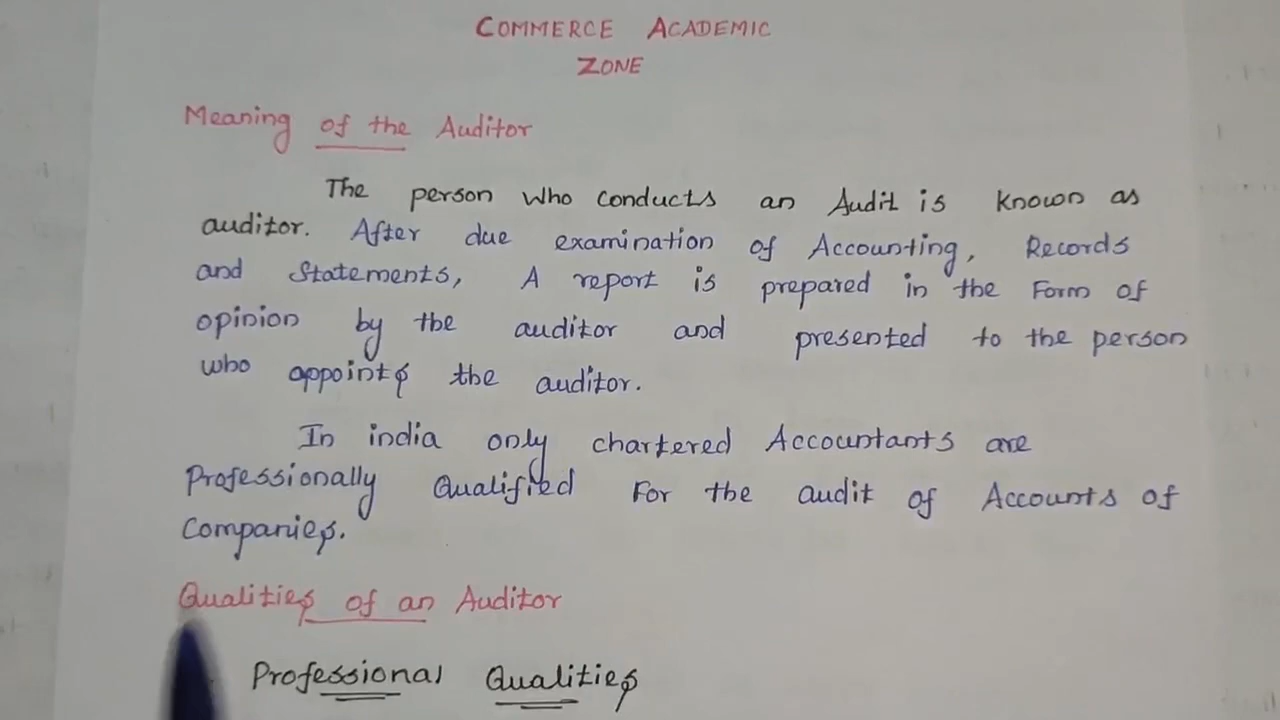 COMMERCE ACADEMIC
ZONE
Meaning of the Auditor
The person who conducts an Audit is known as
auditor. After due examination of Accounting, Records
and Statements, A report is prepared in the Form of
opinion by the auditor and presented to the person
who appoints the auditor.
In india only chartered Accountants are
Professionally Qualified For the audit of Accounts of
Companies.
Qualities of an Auditor
Professional Qualities